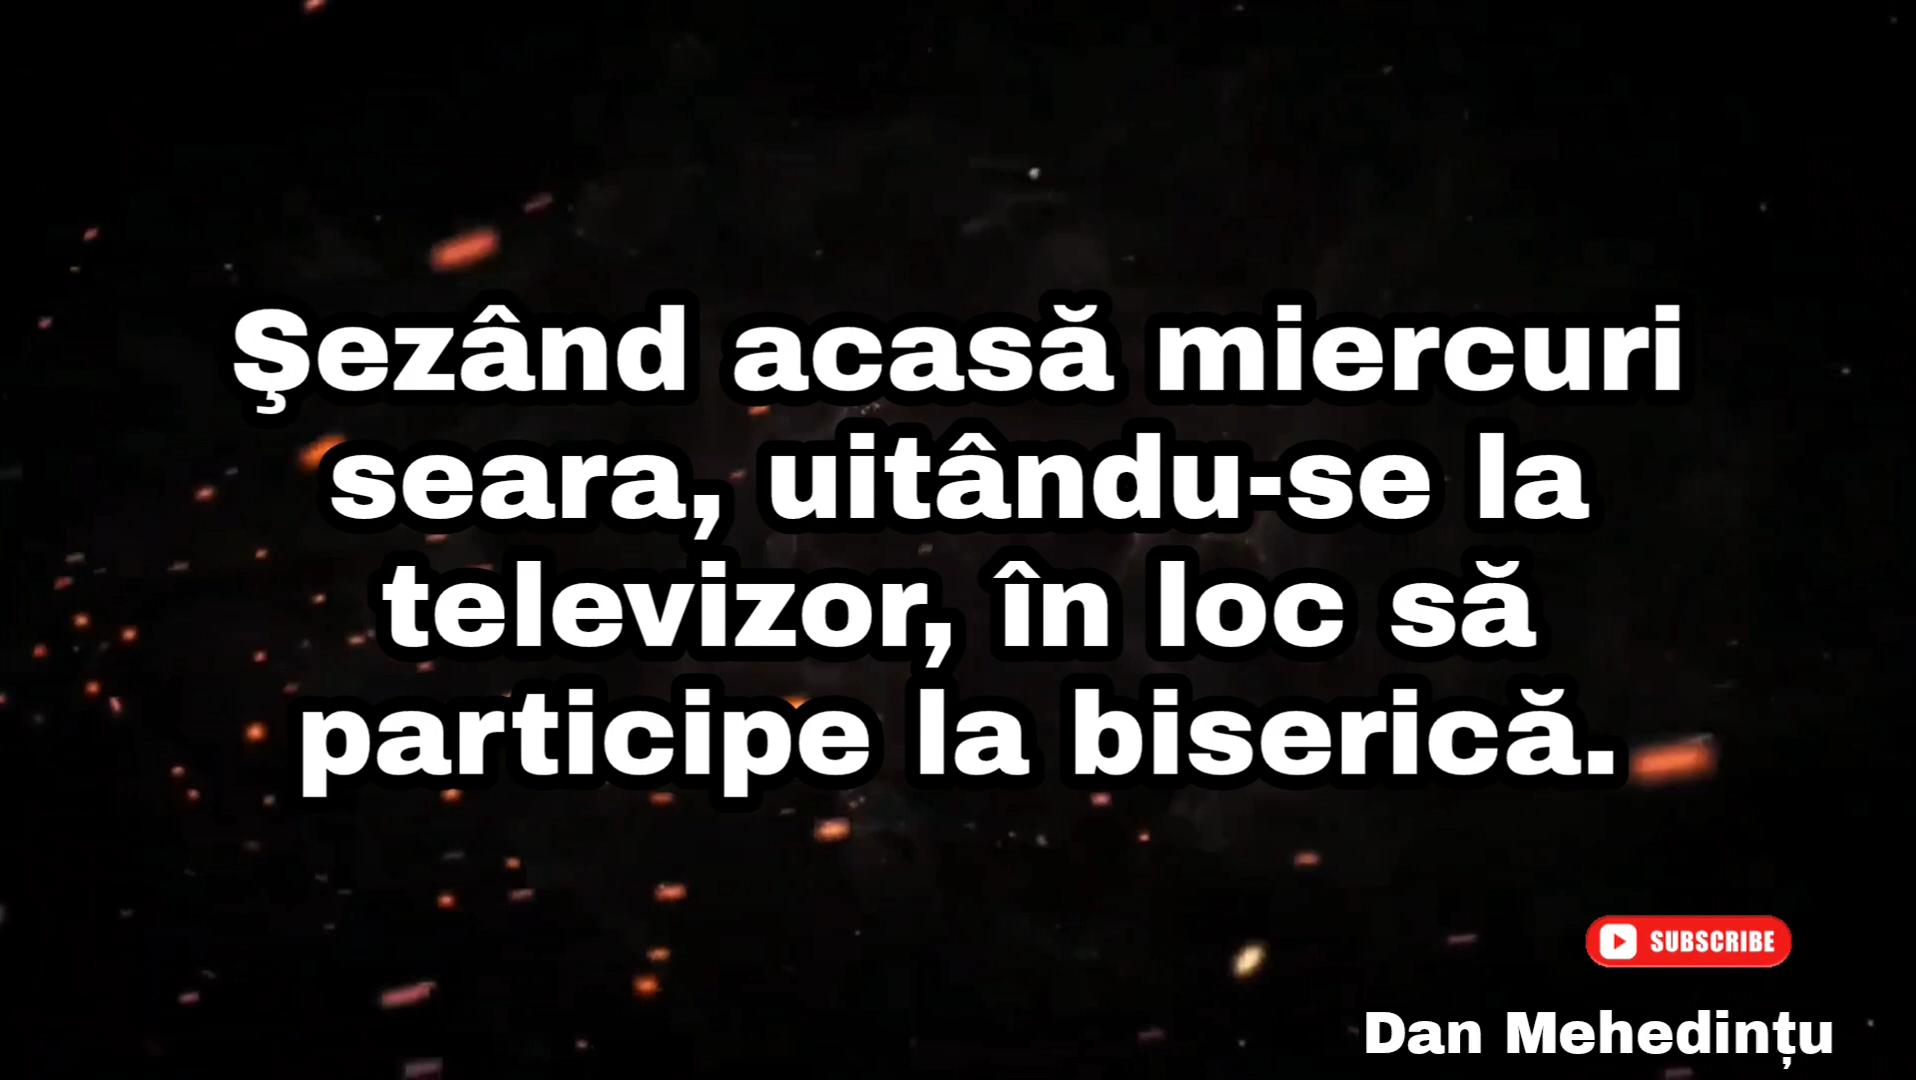 Şezând acasă miercuri
seara, uitându-se la
televizor, în loc să
participe la biserică.
SUBSCRIBE
Dan Mehedințu